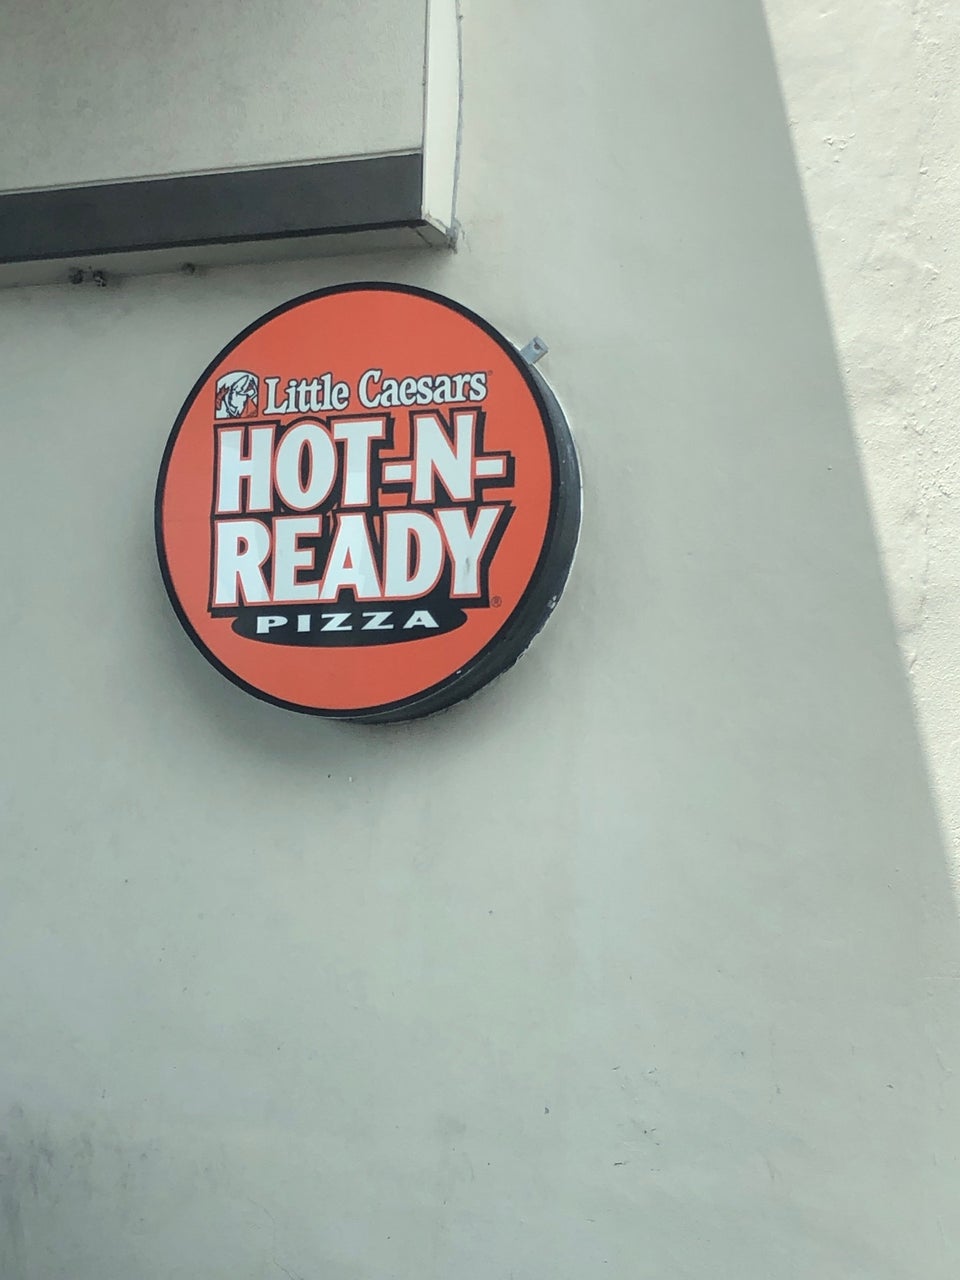 Little Caesars®
HOT-N-
READY®
PIZZA